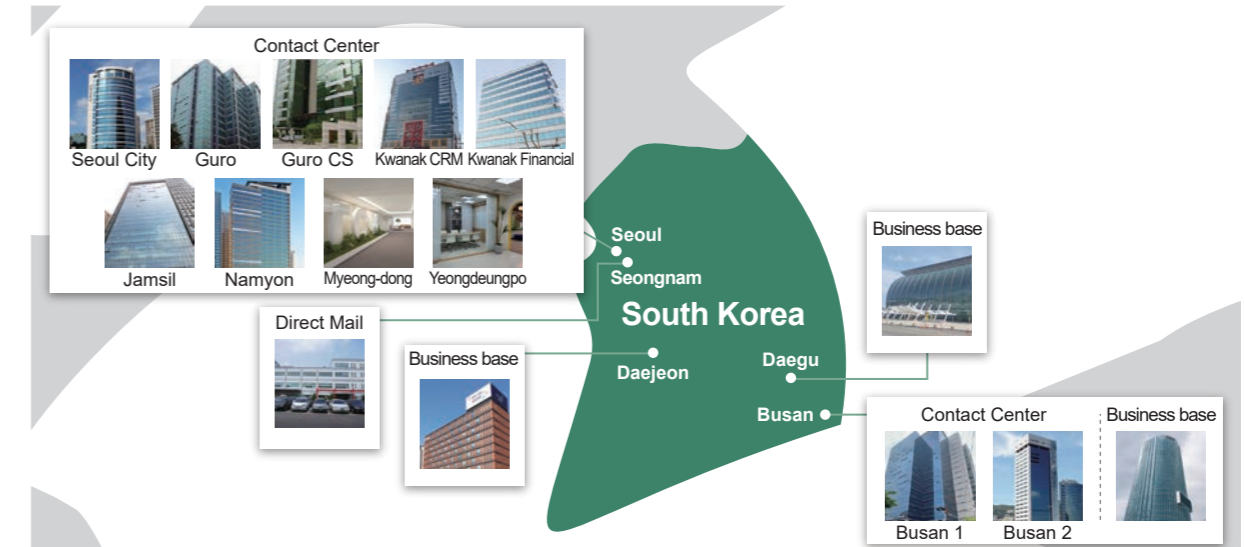 Contact Center
Seoul City Guro Guro CS Kwanak CRM Kwanak Financial
Jamsil Namyon Myeong-dong Yeongdeungpo
Direct Mail
Business base
Seoul
Seongnam
South Korea
Daejeon
Daegu
Busan
Business base
Contact Center Business base
Busan 1 Busan 2